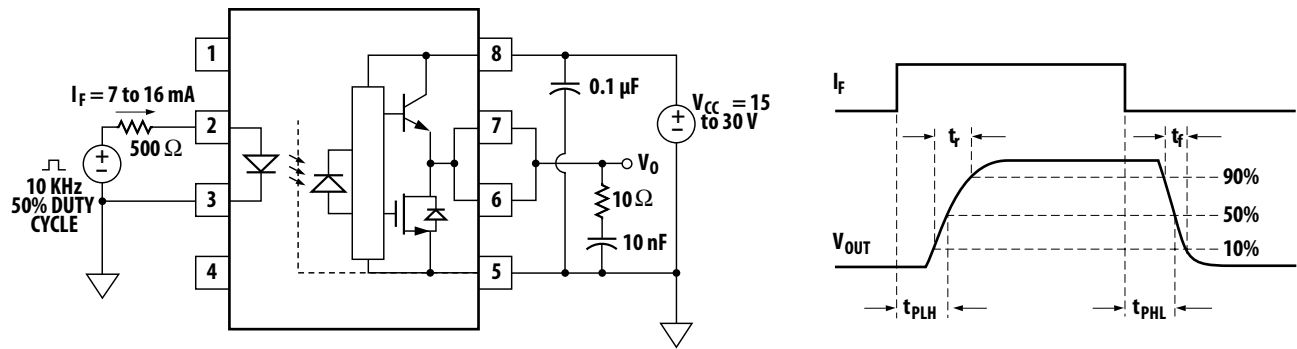 I_F = 7 to 16 mA
500 Ω
10 KHz
50% DUTY
CYCLE
1
2
3
4
8
7
6
5
0.1 µF
V_CC = 15
to 30 V
V_O
10 Ω
10 nF
I_F
t_r
t_f
90%
50%
10%
V_OUT
t_PLH
t_PHL